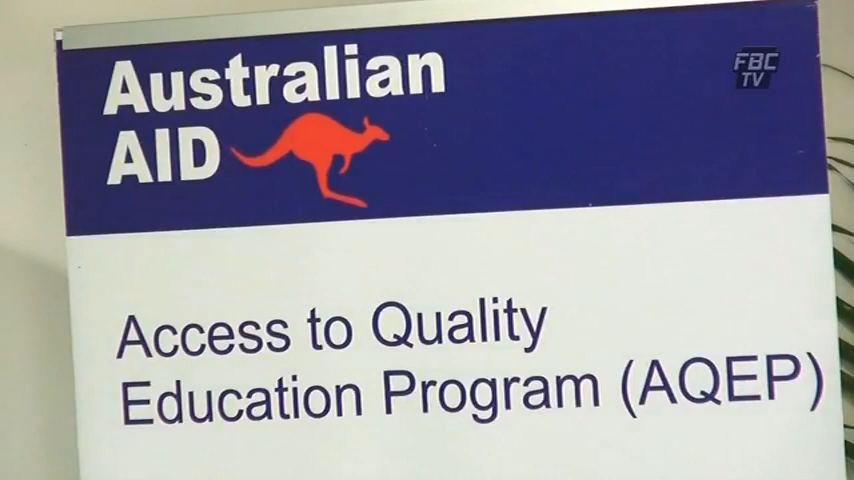 Australian
AID
FBC
TV
Access to Quality
Education Program (AQEP)